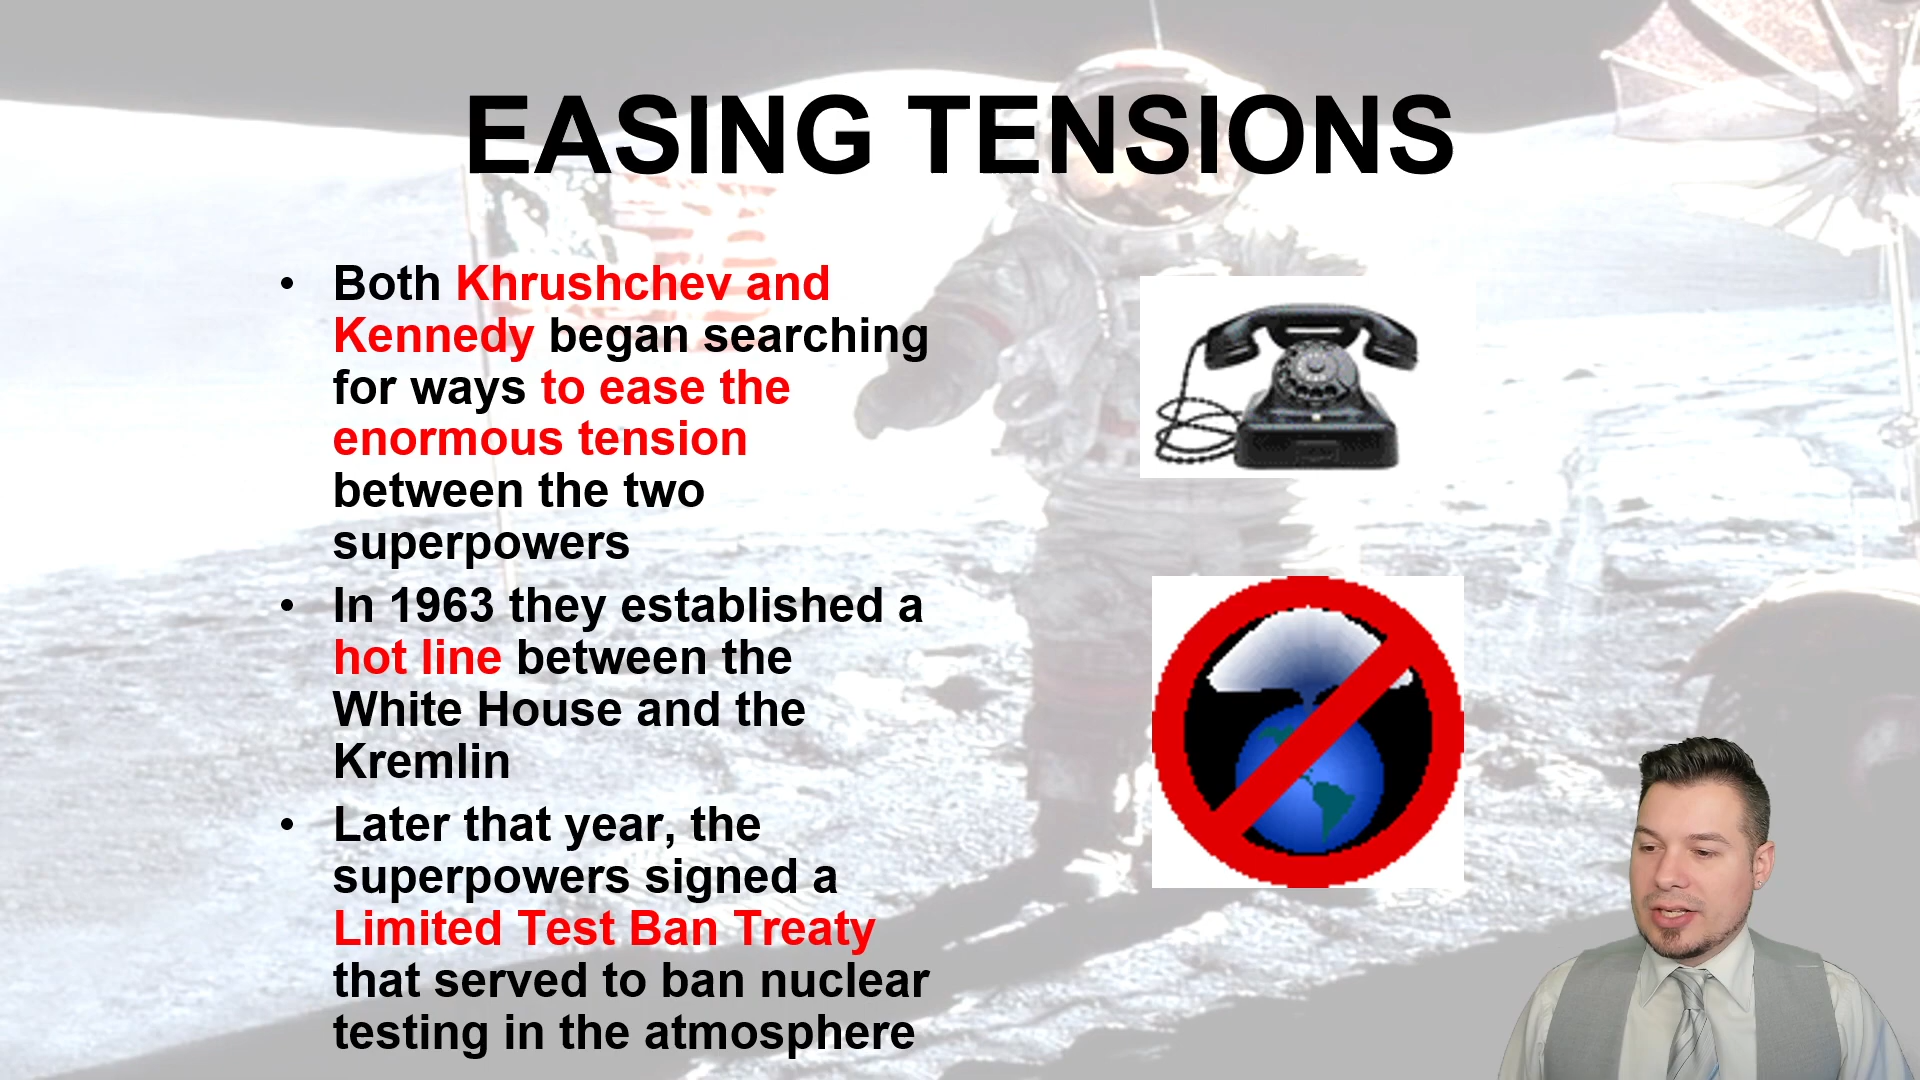 EASING TENSIONS
• Both Khrushchev and
Kennedy began searching
for ways to ease the
enormous tension
between the two
superpowers
• In 1963 they established a
hot line between the
White House and the
Kremlin
• Later that year, the
superpowers signed a
Limited Test Ban Treaty
that served to ban nuclear
testing in the atmosphere